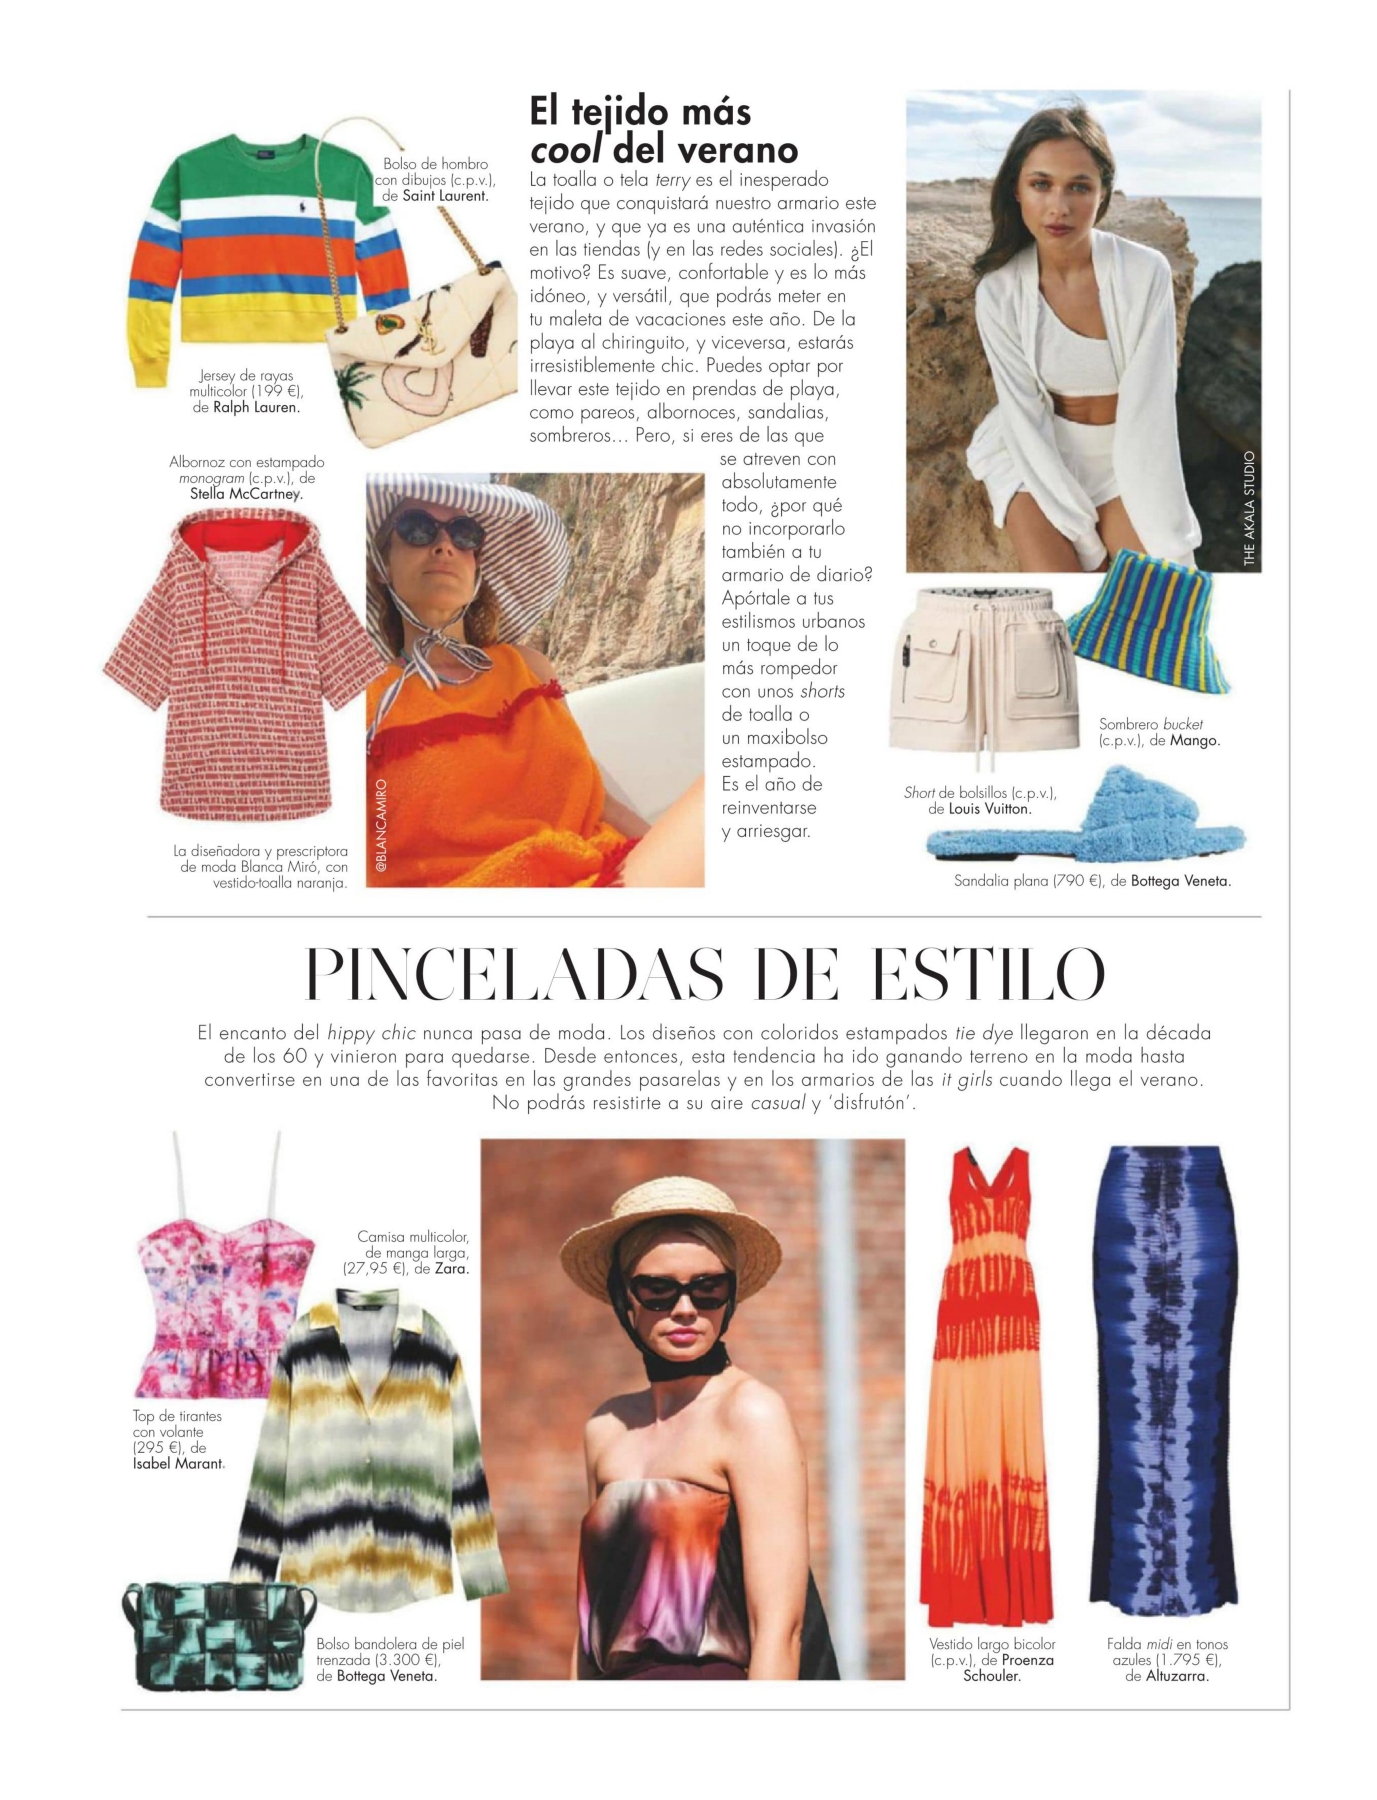 El tejido más
cool del verano
La toalla o tela terry es el inesperado
tejido que conquistará nuestro armario este
verano, y que ya es una auténtica invasión
en las tiendas (y en las redes sociales). ¿El
motivo? Es suave, confortable y es lo más
idóneo, y versátil, que podrás meter en
tu maleta de vacaciones este año. De la
playa al chiringuito, y viceversa, estarás
irresistiblemente chic. Puedes optar por
llevar este tejido en prendas de playa,
como pareos, albornoces, sandalias,
sombreros... Pero, si eres de las que
se atreven con
absolutamente
todo, ¿por qué
no incorporarlo
también a tu
armario de diario?
Apórtale a tus
estilismos urbanos
un toque de lo
más rompedor
con unos shorts
de toalla o
un maxibolso
estampado.
Es el año de
reinventarse
y arriesgar.
Bolso de hombro
con dibujos (c.p.v.),
de Saint Laurent.
Jersey de rayas
multicolor (199 €),
de Ralph Lauren.
Albornoz con estampado
monogram (c.p.v.), de
Stella McCartney.
La diseñadora y prescriptora
de moda Blanca Miró, con
vestido-toalla naranja.
@BLANCAMIRO
THE AKALA STUDIO
Sombrero bucket
(c.p.v.), de Mango.
Short de bolsillos (c.p.v.),
de Louis Vuitton.
Sandalia plana (790 €), de Bottega Veneta.
PINCELADAS DE ESTILO
El encanto del hippy chic nunca pasa de moda. Los diseños con coloridos estampados tie dye llegaron en la década
de los 60 y vinieron para quedarse. Desde entonces, esta tendencia ha ido ganando terreno en la moda hasta
convertirse en una de las favoritas en las grandes pasarelas y en los armarios de las it girls cuando llega el verano.
No podrás resistirte a su aire casual y ‘disfrutón’.
Camisa multicolor,
de manga larga,
(27,95 €), de Zara.
Top de tirantes
con volante
(295 €), de
Isabel Marant.
Bolso bandolera de piel
trenzada (3.300 €),
de Bottega Veneta.
Vestido largo bicolor
(c.p.v.), de Proenza
Schouler.
Falda midi en tonos
azules (1.795 €),
de Altuzarra.